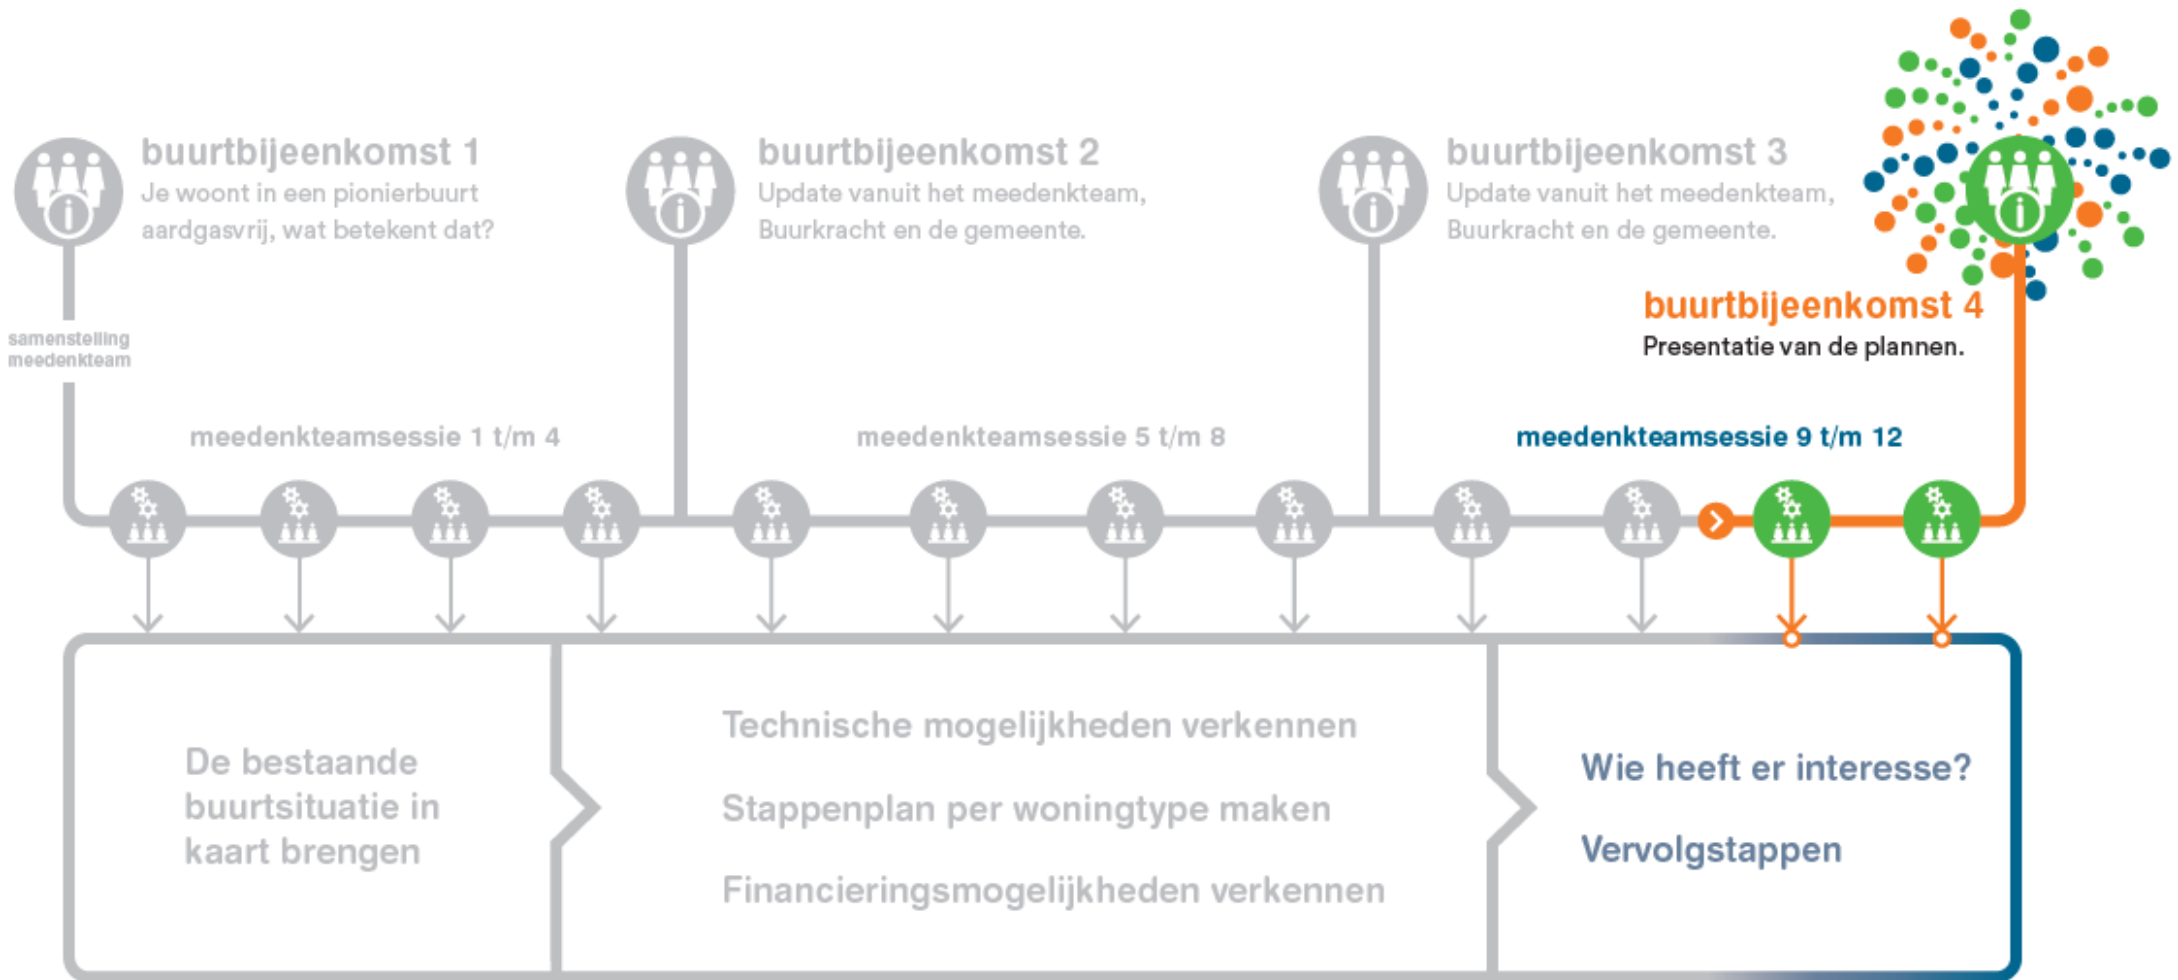 buurtbijeenkomst 1
Je woont in een pionierbuurt
aardgasvrij, wat betekent dat?
buurtbijeenkomst 2
Update vanuit het meedenkteam,
Buurkracht en de gemeente.
buurtbijeenkomst 3
Update vanuit het meedenkteam,
Buurkracht en de gemeente.
buurtbijeenkomst 4
Presentatie van de plannen.
samenstelling
meedenkteam
meedenkteamsessie 1 t/m 4
meedenkteamsessie 5 t/m 8
meedenkteamsessie 9 t/m 12
De bestaande
buurtsituatie in
kaart brengen
Technische mogelijkheden verkennen
Stappenplan per woningtype maken
Financieringsmogelijkheden verkennen
Wie heeft er interesse?
Vervolgstappen